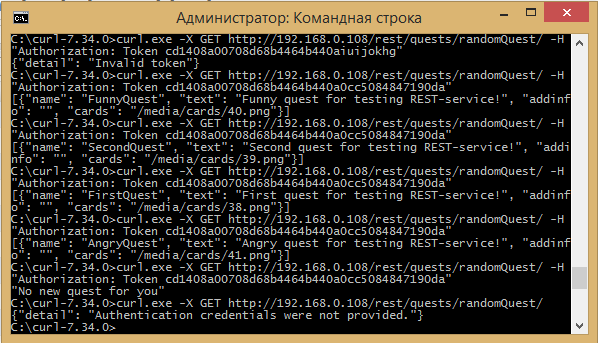 Администратор: Командная строка
C:\curl-7.34.0>curl.exe -X GET http://192.168.0.108/rest/quests/randomQuest/ -H
"Authorization: Token cd1408a00708d68b4464b440aiuijokhg"
{"detail": "Invalid token"}
C:\curl-7.34.0>curl.exe -X GET http://192.168.0.108/rest/quests/randomQuest/ -H
"Authorization: Token cd1408a00708d68b4464b440a0cc5084847190da"
[{"name": "FunnyQuest", "text": "Funny quest for testing REST-service!", "addinf
o": "", "cards": "/media/cards/40.png"}]
C:\curl-7.34.0>curl.exe -X GET http://192.168.0.108/rest/quests/randomQuest/ -H
"Authorization: Token cd1408a00708d68b4464b440a0cc5084847190da"
[{"name": "SecondQuest", "text": "Second quest for testing REST-service!", "addi
nfo": "", "cards": "/media/cards/39.png"}]
C:\curl-7.34.0>curl.exe -X GET http://192.168.0.108/rest/quests/randomQuest/ -H
"Authorization: Token cd1408a00708d68b4464b440a0cc5084847190da"
[{"name": "FirstQuest", "text": "First quest for testing REST-service!", "addinf
o": "", "cards": "/media/cards/38.png"}]
C:\curl-7.34.0>curl.exe -X GET http://192.168.0.108/rest/quests/randomQuest/ -H
"Authorization: Token cd1408a00708d68b4464b440a0cc5084847190da"
[{"name": "AngryQuest", "text": "Angry quest for testing REST-service!", "addinf
o": "", "cards": "/media/cards/41.png"}]
C:\curl-7.34.0>curl.exe -X GET http://192.168.0.108/rest/quests/randomQuest/ -H
"Authorization: Token cd1408a00708d68b4464b440a0cc5084847190da"
"No new quest for you"
C:\curl-7.34.0>curl.exe -X GET http://192.168.0.108/rest/quests/randomQuest/
{"detail": "Authentication credentials were not provided."}
C:\curl-7.34.0>